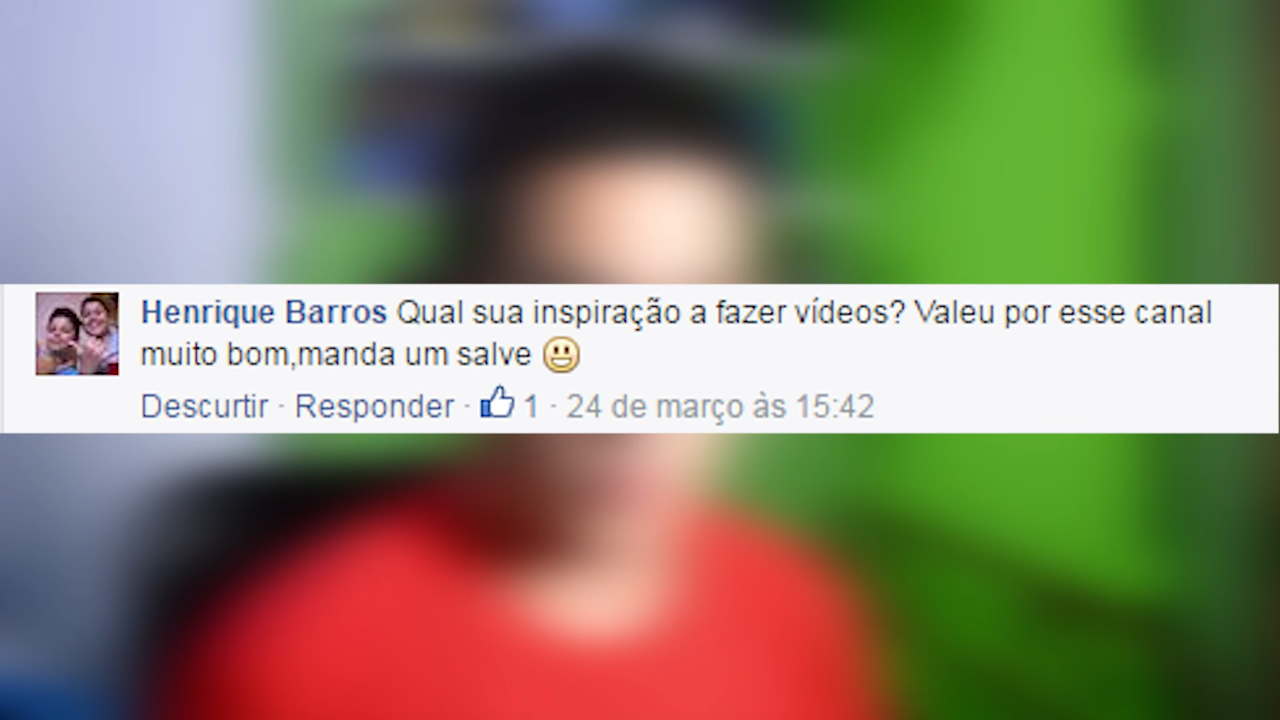 Henrique Barros Qual sua inspiração a fazer vídeos? Valeu por esse canal
muito bom,manda um salve 😃
Descurtir · Responder · 1 · 24 de março às 15:42